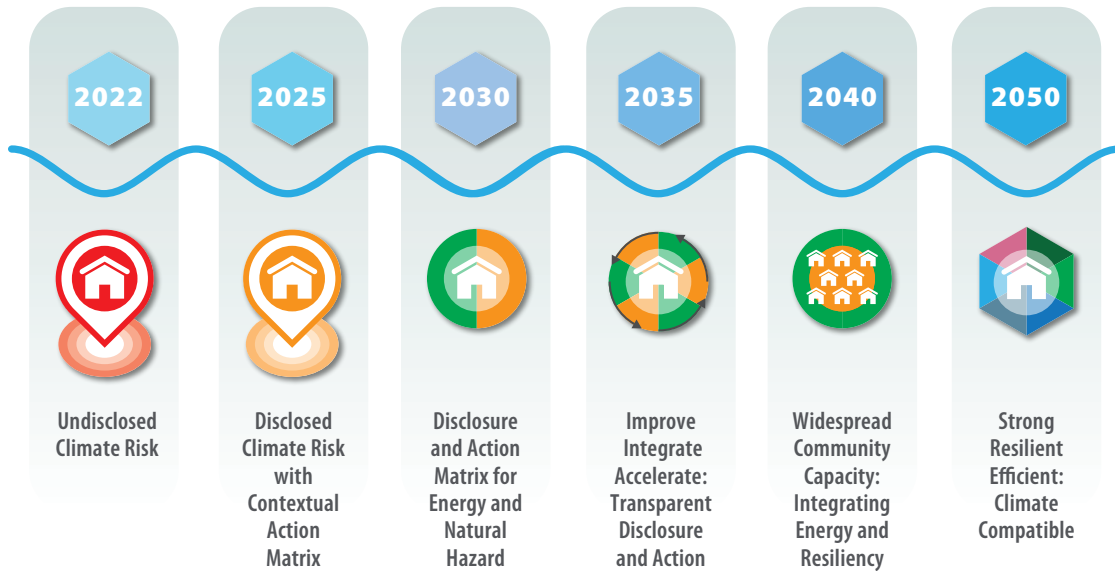 2022
2025
2030
2035
2040
2050
Undisclosed
Climate Risk
Disclosed
Climate Risk
with
Contextual
Action
Matrix
Disclosure
and Action
Matrix for
Energy and
Natural
Hazard
Improve
Integrate
Accelerate:
Transparent
Disclosure
and Action
Widespread
Community
Capacity:
Integrating
Energy and
Resiliency
Strong
Resilient
Efficient:
Climate
Compatible